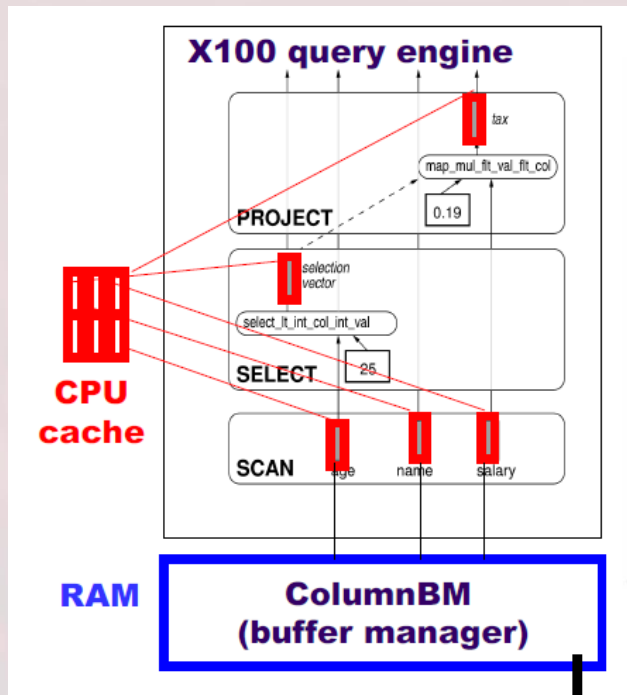 X100 query engine
tax
map_mul_flt_val_flt_col
0.19
PROJECT
selection
vector
select_lt_int_col_int_val
25
SELECT
CPU
cache
SCAN
age
name
salary
RAM
ColumnBM
(buffer manager)